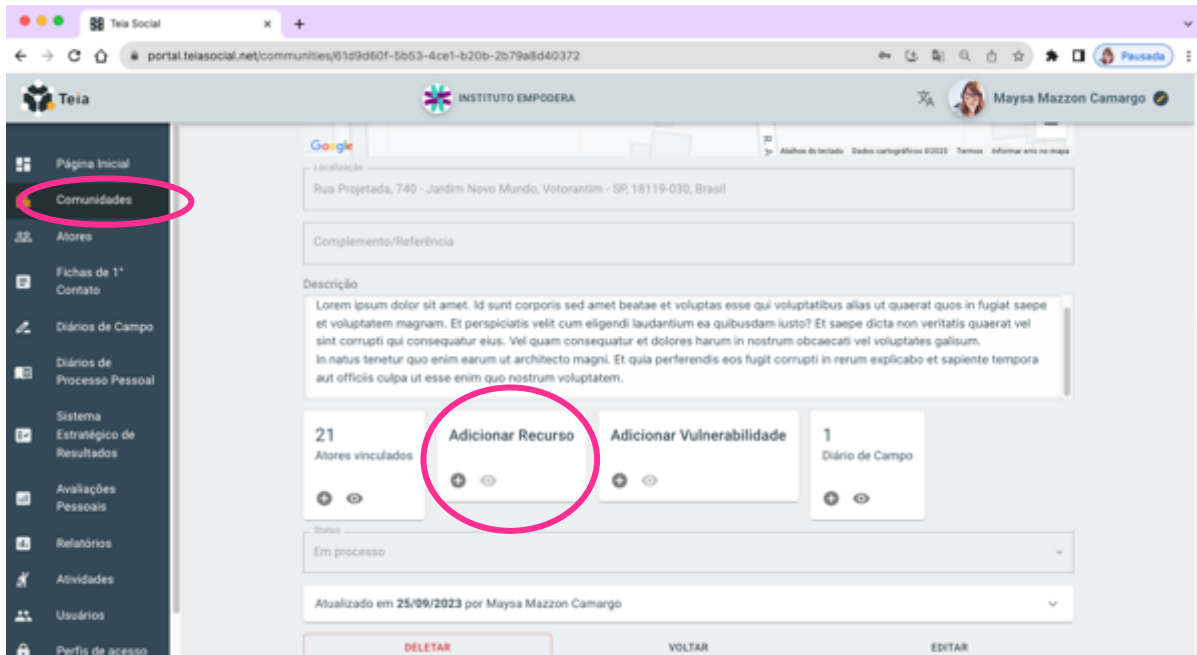 Teia Social
portal.teiasocial.net/communities/61d9d60f-5b53-4ce1-b20b-2b79a8d40372
Pausada
Teia
INSTITUTO EMPODERA
Maysa Mazzon Camargo
Página Inicial
Comunidades
Atores
Fichas de 1°
Contato
Diários de Campo
Diários de
Processo Pessoal
Sistema
Estratégico de
Resultados
Avaliações
Pessoais
Relatórios
Atividades
Usuários
Perfis de acesso
Google
Atalhos do teclado Dados cartográficos ©2023 Termos Informar erro no mapa
Localização
Rua Projetada, 740 - Jardim Novo Mundo, Votorantim - SP, 18119-030, Brasil
Complemento/Referência
Descrição
Lorem ipsum dolor sit amet. Id sunt corporis sed amet beatae et voluptas esse qui voluptatibus alias ut quaerat quos in fugiat saepe
et voluptatem magnam. Et perspiciatis velit cum eligendi laudantium ea quibusdam iusto? Et saepe dicta non veritatis quaerat vel
sint corrupti qui consequatur eius. Vel quam consequatur et dolores harum in nostrum obcaecati vel voluptates galisum.
In natus tenetur quo enim earum ut architecto magni. Et quia perferendis eos fugit corrupti in rerum explicabo et sapiente tempora
aut officiis culpa ut esse enim quo nostrum voluptatem.
21
Atores vinculados
Adicionar Recurso
Adicionar Vulnerabilidade
1
Diário de Campo
Status
Em processo
Atualizado em 25/09/2023 por Maysa Mazzon Camargo
DELETAR
VOLTAR
EDITAR